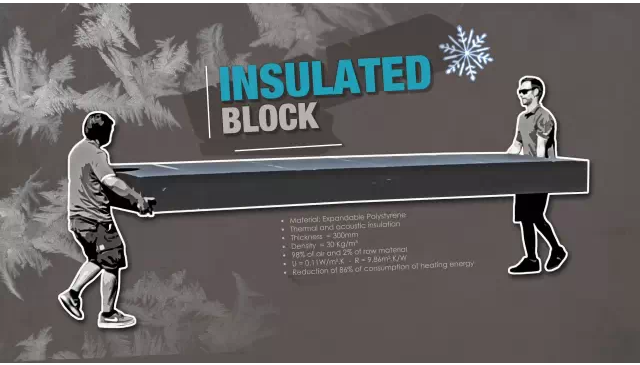 INSULATED
BLOCK
• Material: Expandable Polystyrene
• Thermal and acoustic insulation
• Thickness = 300mm
• Density = 30 Kg/m³
• 98% of air and 2% of raw material
• U = 0.11W/m².K - R = 9.86m².K/W
• Reduction of 86% of consumption of heating energy